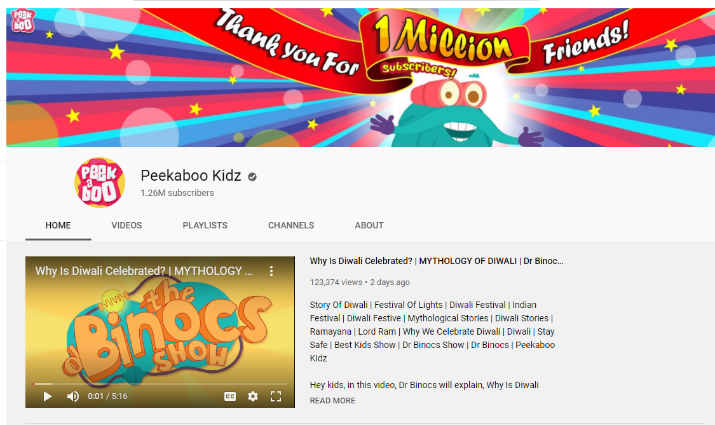 PEEK
a
BOO
Thank You For
1 Million
Subscribers!
Friends!
PEEK
a
BOO
Peekaboo Kidz
1.26M subscribers
HOME VIDEOS PLAYLISTS CHANNELS ABOUT
Why Is Diwali Celebrated? | MYTHOLOGY ...
the
dr
Binocs
SHOW
0:01 / 5:16
CC
Why Is Diwali Celebrated? | MYTHOLOGY OF DIWALI | Dr Binoc...
123,374 views • 2 days ago
Story Of Diwali | Festival Of Lights | Diwali Festival | Indian
Festival | Diwali Festive | Mythological Stories | Diwali Stories |
Ramayana | Lord Ram | Why We Celebrate Diwali | Diwali | Stay
Safe | Best Kids Show | Dr Binocs Show | Dr Binocs | Peekaboo
Kidz
Hey kids, in this video, Dr Binocs will explain, Why Is Diwali
READ MORE